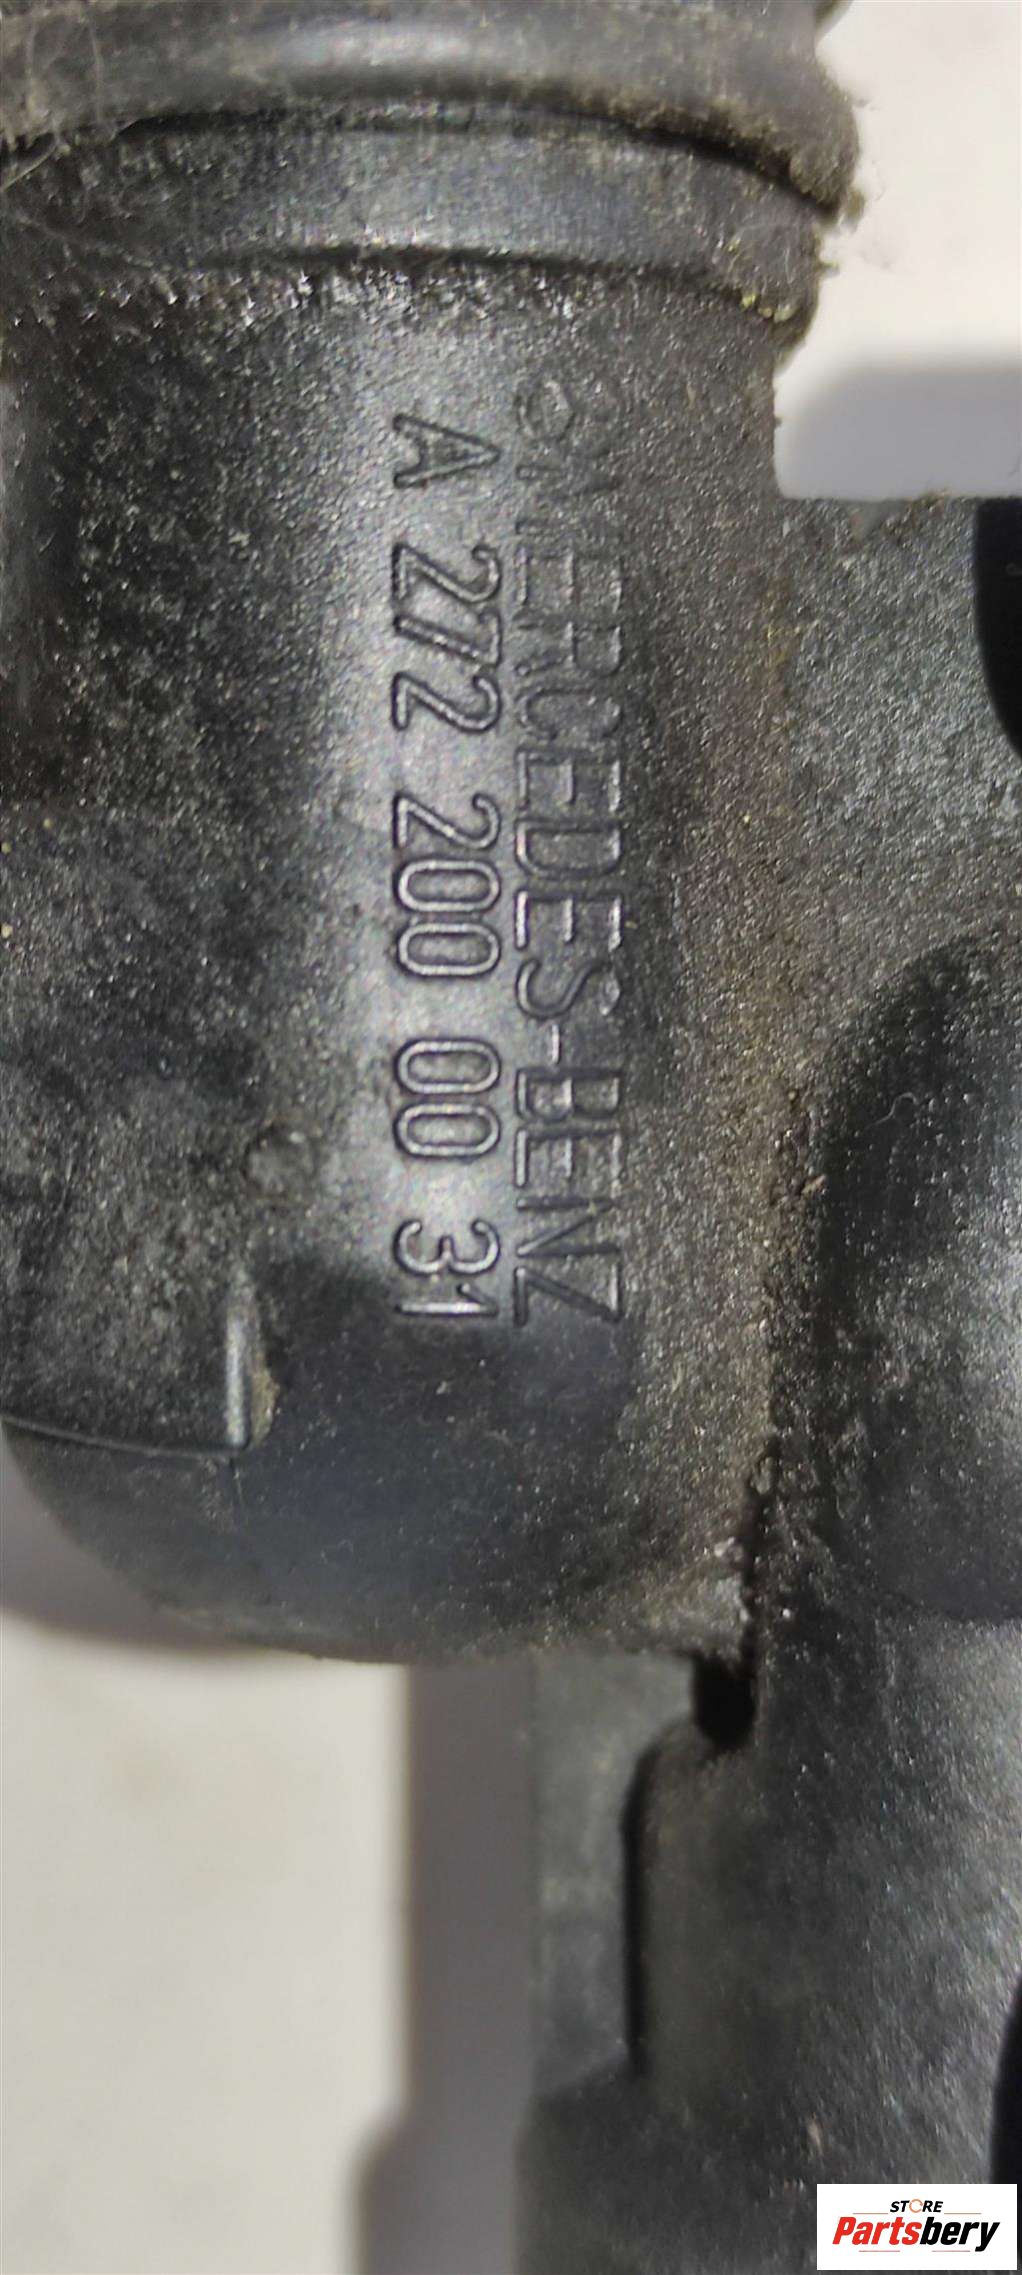 MERCEDES-BENZ
A 272 200 00 31
STORE
Partsbery